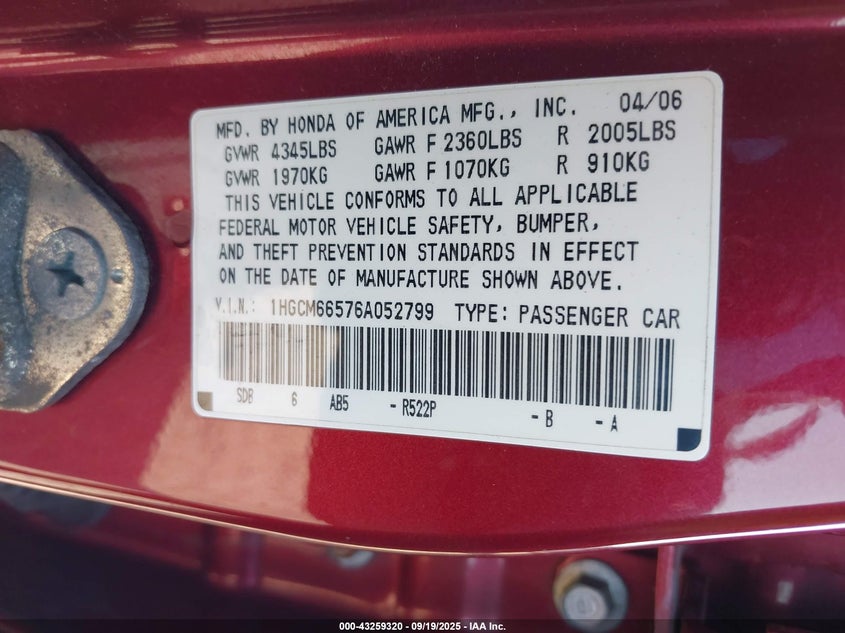 MFD. BY HONDA OF AMERICA MFG., INC. 04/06
GVWR 4345LBS GAWR F 2360LBS R 2005LBS
GVWR 1970KG GAWR F 1070KG R 910KG
THIS VEHICLE CONFORMS TO ALL APPLICABLE
FEDERAL MOTOR VEHICLE SAFETY, BUMPER,
AND THEFT PREVENTION STANDARDS IN EFFECT
ON THE DATE OF MANUFACTURE SHOWN ABOVE.
V.I.N.: 1HGCM66576A052799 TYPE: PASSENGER CAR
SDB 6 AB5 - R522P - B - A
000-43259320 - 09/19/2025 - IAA Inc.